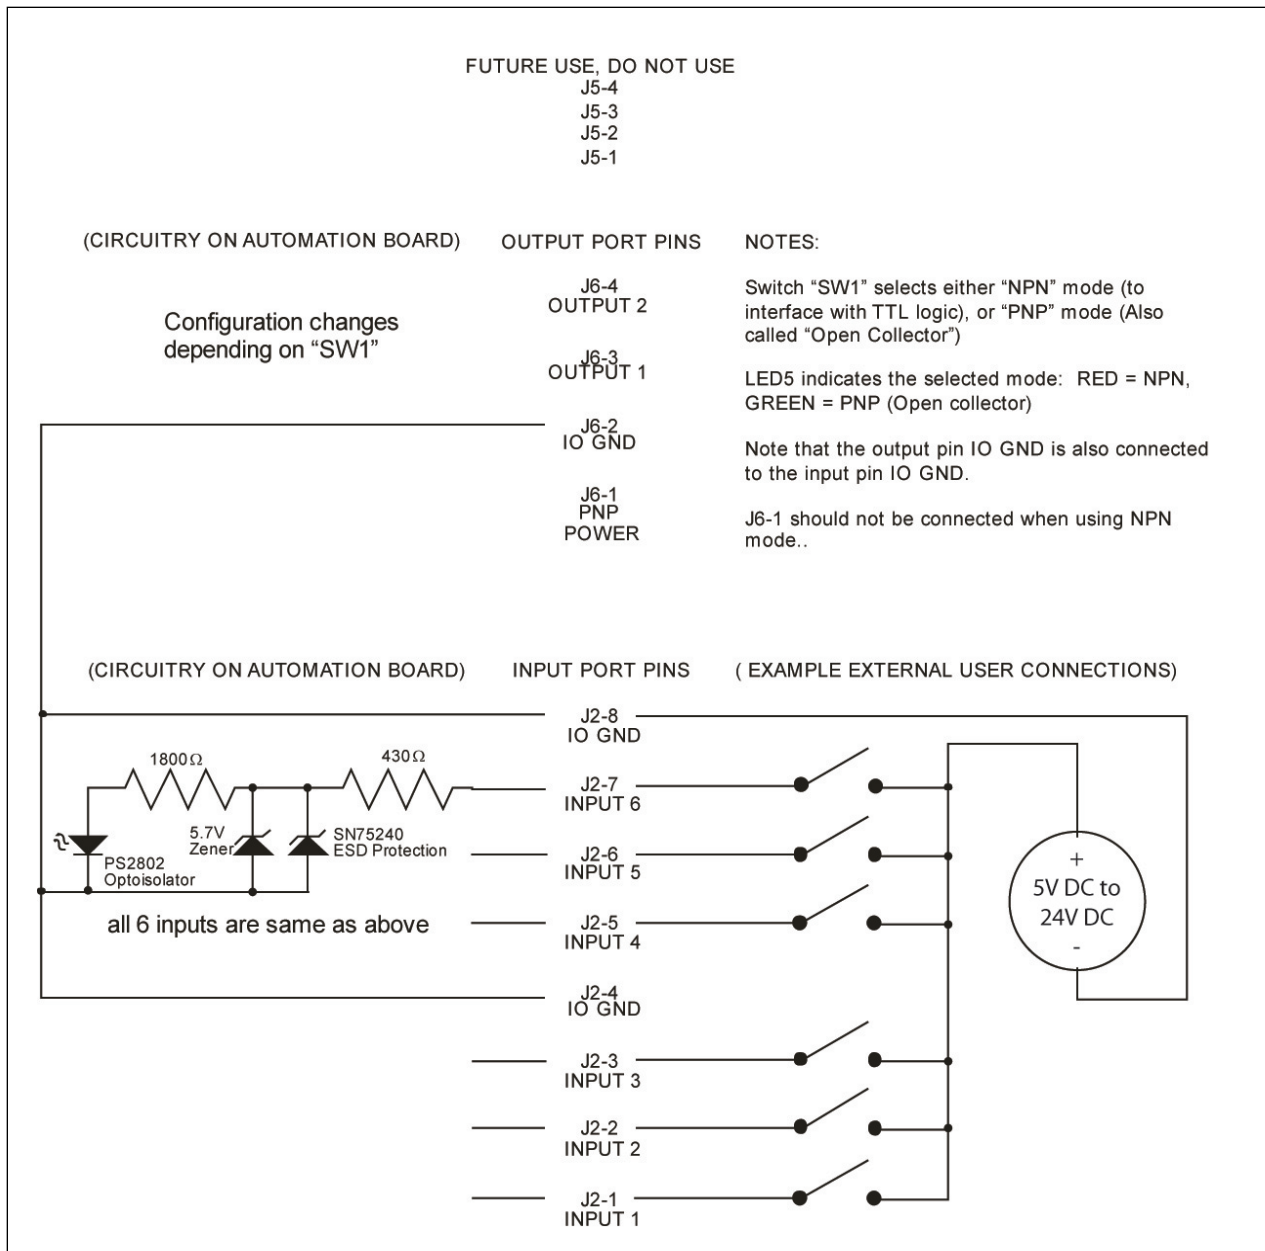 FUTURE USE, DO NOT USE
J5-4
J5-3
J5-2
J5-1
(CIRCUITRY ON AUTOMATION BOARD)
OUTPUT PORT PINS
NOTES:
Configuration changes
depending on “SW1”
J6-4
OUTPUT 2
J6-3
OUTPUT 1
J6-2
IO GND
J6-1
PNP
POWER
Switch “SW1” selects either “NPN” mode (to
interface with TTL logic), or “PNP” mode (Also
called “Open Collector”)
LED5 indicates the selected mode: RED = NPN,
GREEN = PNP (Open collector)
Note that the output pin IO GND is also connected
to the input pin IO GND.
J6-1 should not be connected when using NPN
mode..
(CIRCUITRY ON AUTOMATION BOARD)
INPUT PORT PINS
( EXAMPLE EXTERNAL USER CONNECTIONS)
J2-8
IO GND
1800Ω
430Ω
J2-7
INPUT 6
5.7V
Zener
SN75240
ESD Protection
PS2802
Optoisolator
J2-6
INPUT 5
+
5V DC to
24V DC
-
all 6 inputs are same as above
J2-5
INPUT 4
J2-4
IO GND
J2-3
INPUT 3
J2-2
INPUT 2
J2-1
INPUT 1